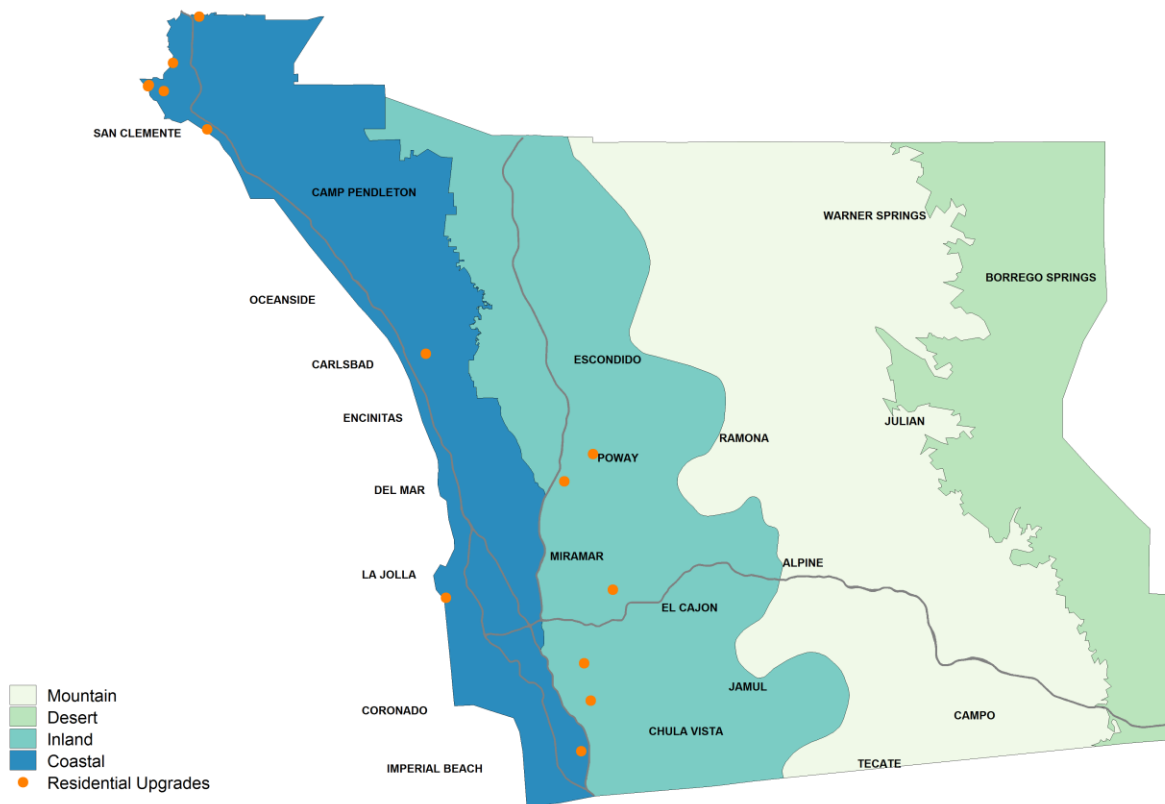 SAN CLEMENTE
CAMP PENDLETON
WARNER SPRINGS
BORREGO SPRINGS
OCEANSIDE
CARLSBAD
ESCONDIDO
ENCINITAS
JULIAN
RAMONA
POWAY
DEL MAR
MIRAMAR
ALPINE
LA JOLLA
EL CAJON
JAMUL
CORONADO
CAMPO
CHULA VISTA
TECATE
IMPERIAL BEACH
Mountain
Desert
Inland
Coastal
Residential Upgrades